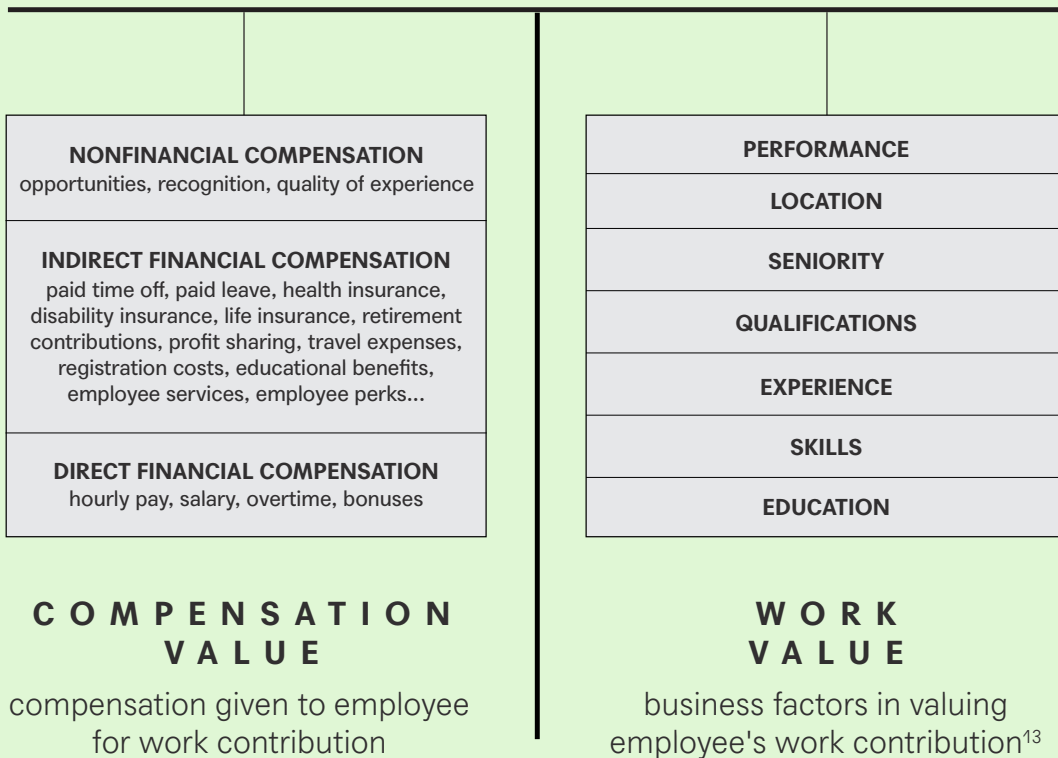 NONFINANCIAL COMPENSATION
opportunities, recognition, quality of experience
INDIRECT FINANCIAL COMPENSATION
paid time off, paid leave, health insurance,
disability insurance, life insurance, retirement
contributions, profit sharing, travel expenses,
registration costs, educational benefits,
employee services, employee perks...
DIRECT FINANCIAL COMPENSATION
hourly pay, salary, overtime, bonuses
COMPENSATION
VALUE
compensation given to employee
for work contribution
PERFORMANCE
LOCATION
SENIORITY
QUALIFICATIONS
EXPERIENCE
SKILLS
EDUCATION
WORK
VALUE
business factors in valuing
employee's work contribution¹³